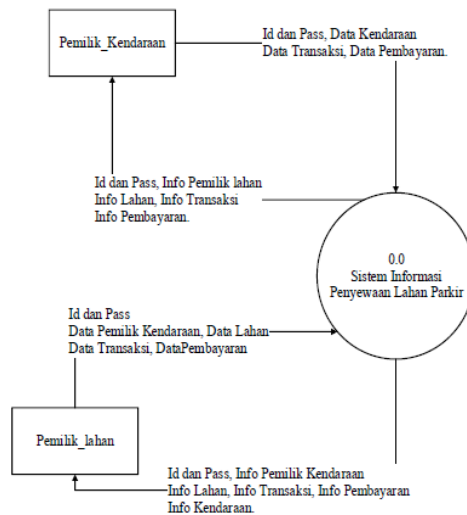 Pemilik_Kendaraan
Id dan Pass, Data Kendaraan
Data Transaksi, Data Pembayaran.
Id dan Pass, Info Pemilik lahan
Info Lahan, Info Transaksi
Info Pembayaran.
0.0
Sistem Informasi
Penyewaan Lahan Parkir
Id dan Pass
Data Pemilik Kendaraan, Data Lahan
Data Transaksi, DataPembayaran
Pemilik_lahan
Id dan Pass, Info Pemilik Kendaraan
Info Lahan, Info Transaksi, Info Pembayaran
Info Kendaraan.